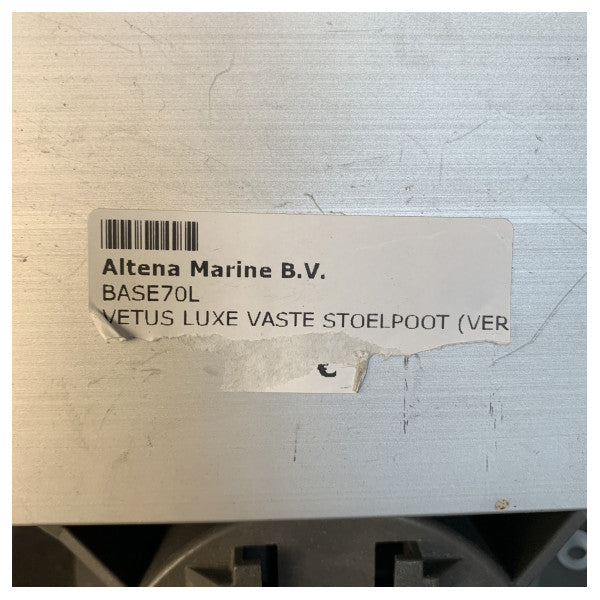 Altena Marine B.V.
BASE70L
VETUS LUXE VASTE STOELPOOT (VER
€